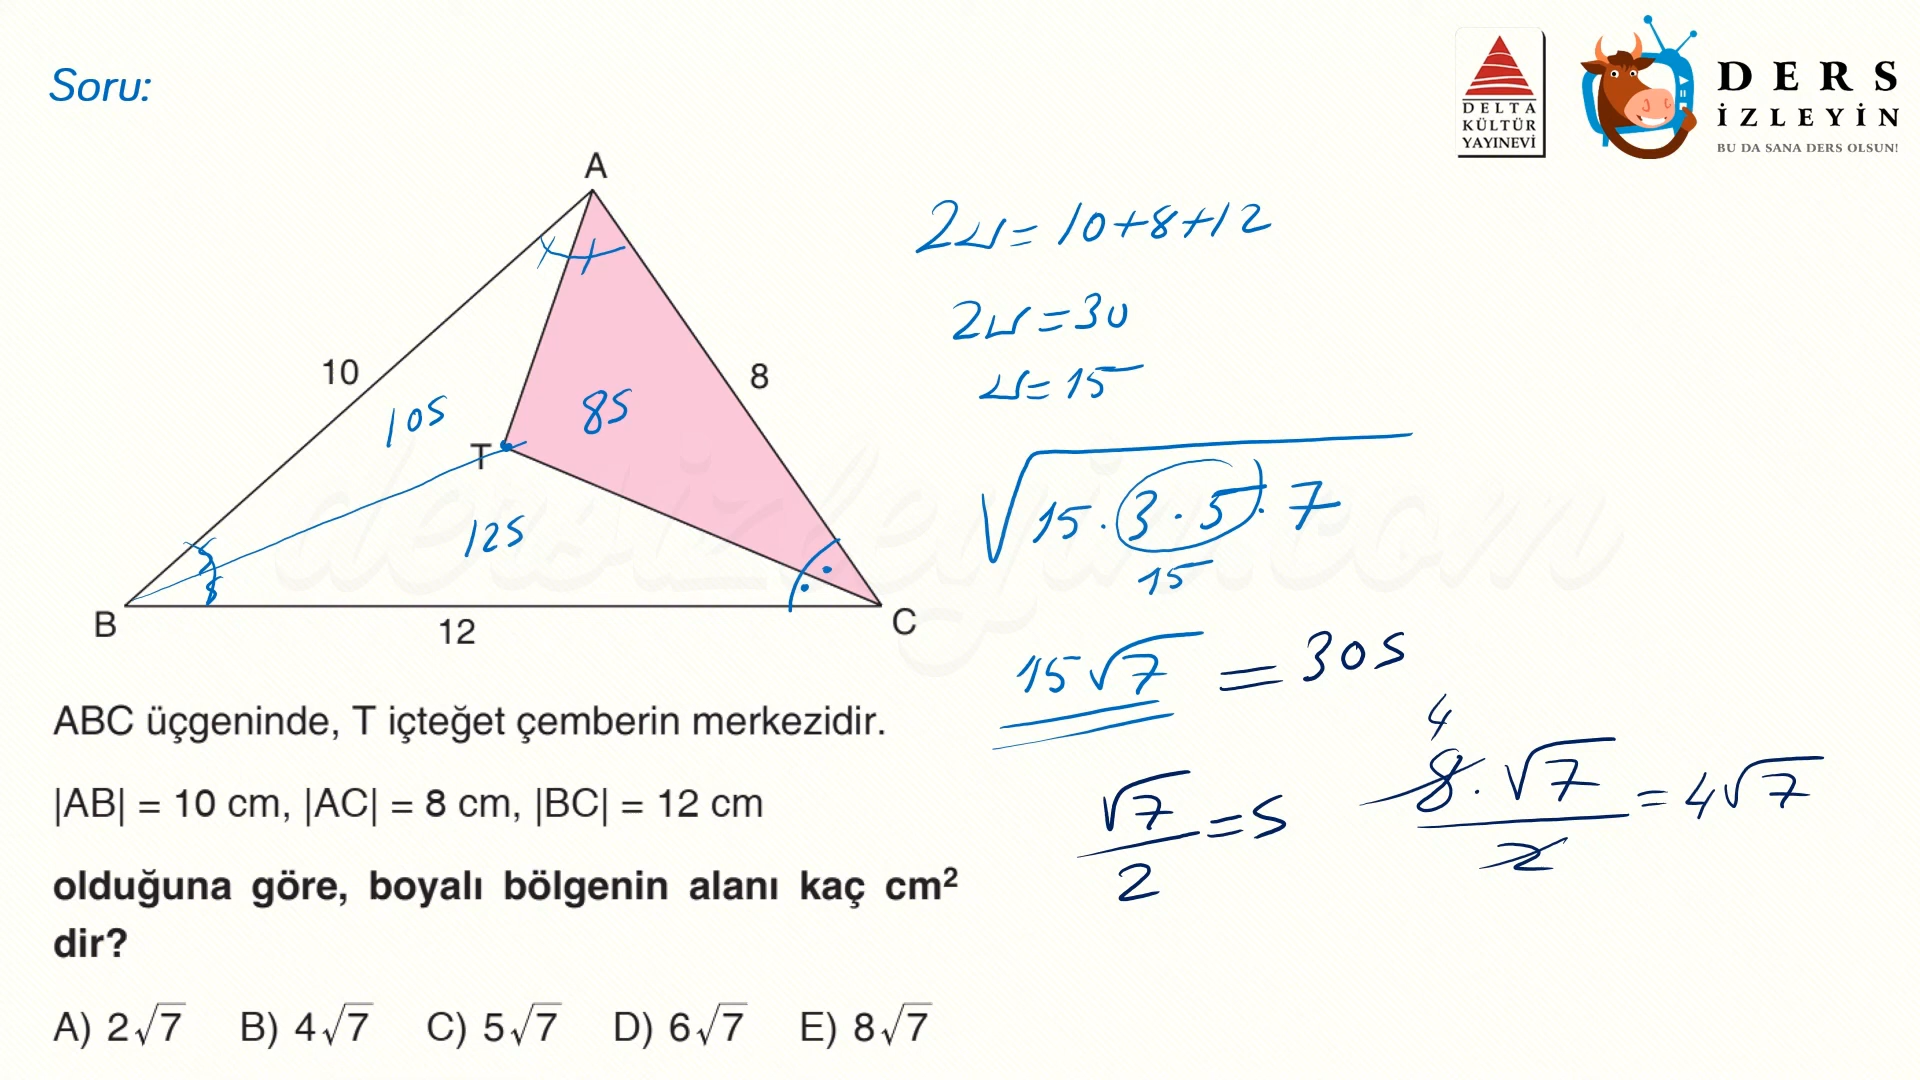 Soru:
DELTA
KÜLTÜR
YAYINEVİ
DERS
İZLEYİN
BU DA SANA DERS OLSUN!
A
10
8
10S
8S
T
12S
B
12
C
2u=10+8+12
2u=30
u=15
√15·3·5·7
15
15√7 = 30S
√7/2=S
4
8·√7/2=4√7
dersizleyin.com
ABC üçgeninde, T içteğet çemberin merkezidir.
|AB| = 10 cm, |AC| = 8 cm, |BC| = 12 cm
olduğuna göre, boyalı bölgenin alanı kaç cm²
dir?
A) 2√7 B) 4√7 C) 5√7 D) 6√7 E) 8√7